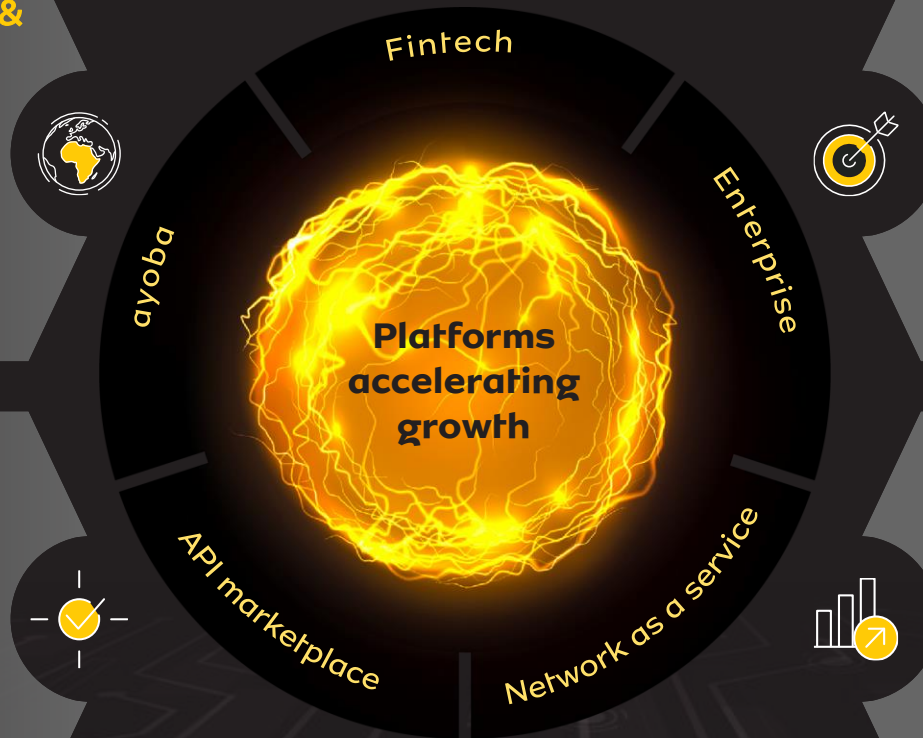 &
Fintech
Enterprise
Network as a service
API marketplace
ayoba
Platforms
accelerating
growth